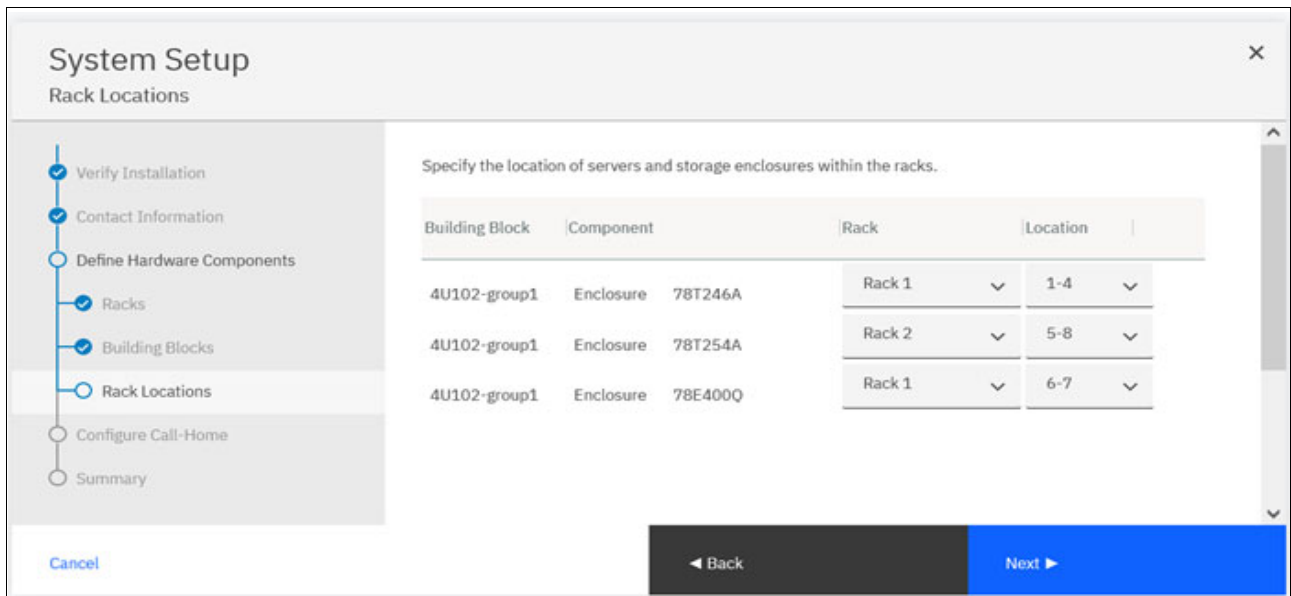 System Setup
Rack Locations
Verify Installation
Contact Information
Define Hardware Components
Racks
Building Blocks
Rack Locations
Configure Call-Home
Summary
Specify the location of servers and storage enclosures within the racks.
Building Block Component Rack Location
4U102-group1 Enclosure 78T246A Rack 1 1-4
4U102-group1 Enclosure 78T254A Rack 2 5-8
4U102-group1 Enclosure 78E400Q Rack 1 6-7
Cancel Back Next